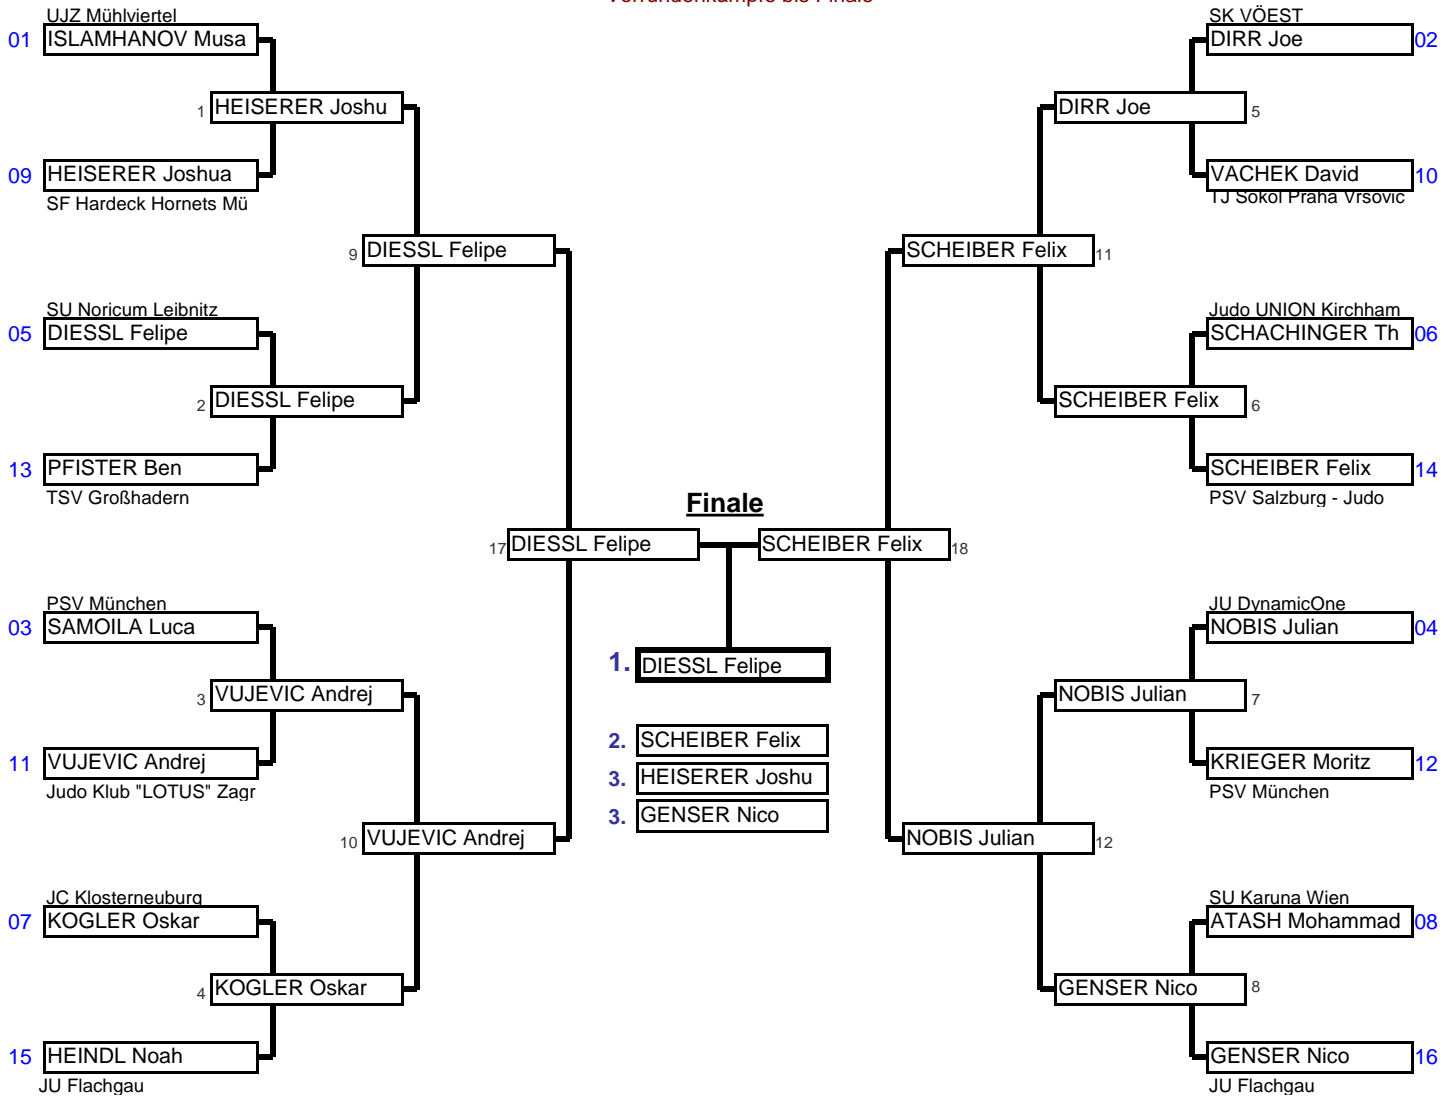 Vorrundenkämpfe bis Finale
UJZ Mühlviertel
01 ISLAMHANOV Musa
1 HEISERER Joshu
09 HEISERER Joshua
SF Hardeck Hornets Mü
9 DIESSL Felipe
SU Noricum Leibnitz
05 DIESSL Felipe
2 DIESSL Felipe
13 PFISTER Ben
TSV Großhadern
17 DIESSL Felipe
PSV München
03 SAMOILA Luca
3 VUJEVIC Andrej
11 VUJEVIC Andrej
Judo Klub "LOTUS" Zagr
10 VUJEVIC Andrej
JC Klosterneuburg
07 KOGLER Oskar
4 KOGLER Oskar
15 HEINDL Noah
JU Flachgau
Finale
1. DIESSL Felipe
2. SCHEIBER Felix
3. HEISERER Joshu
3. GENSER Nico
SK VÖEST
DIRR Joe 02
DIRR Joe 5
VACHEK David 10
TJ Sokol Praha Vrsovic
SCHEIBER Felix 11
Judo UNION Kirchham
SCHACHINGER Th 06
SCHEIBER Felix 6
SCHEIBER Felix 14
PSV Salzburg - Judo
SCHEIBER Felix 18
JU DynamicOne
NOBIS Julian 04
NOBIS Julian 7
KRIEGER Moritz 12
PSV München
NOBIS Julian 12
SU Karuna Wien
ATASH Mohammad 08
GENSER Nico 8
GENSER Nico 16
JU Flachgau